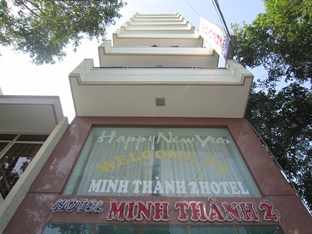 Happy New Year
WELCOME TO
MINH THÀNH 2 HOTEL
HOTEL MINH THÀNH 2